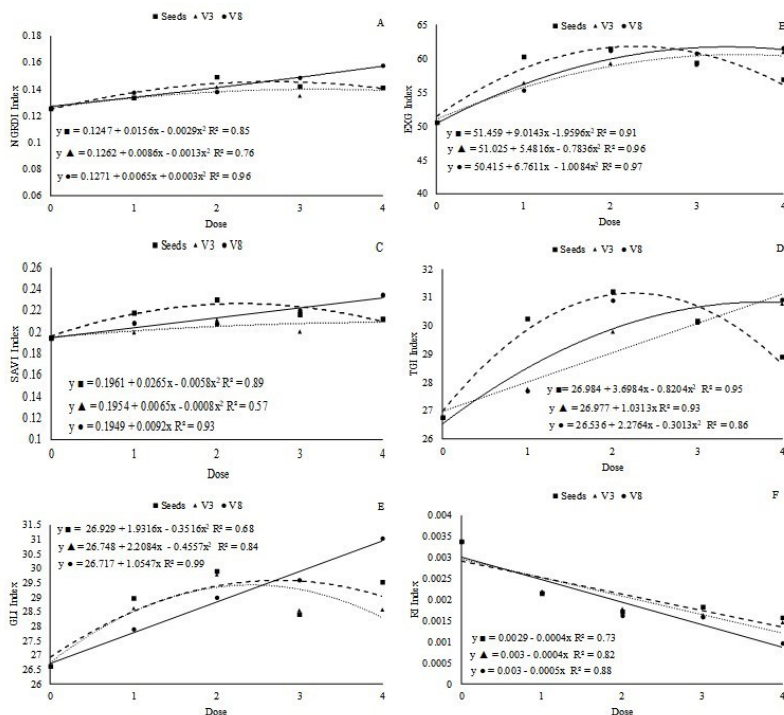 ■Seeds ▲V3 ●V8
A
NGRDI Index
0.18
0.16
0.14
0.12
0.1
0.08
0.06
y ■ = 0.1247 + 0.0156x - 0.0029x² R² = 0.85
y ▲ = 0.1262 + 0.0086x - 0.0013x² R² = 0.76
y ● = 0.1271 + 0.0065x + 0.0003x² R² = 0.96
0 1 2 3 4
Dose
■Seeds ▲V3 ●V8
B
EXG Index
70
60
50
40
y ■ = 51.459 + 9.0143x -1.9596x² R² = 0.91
y ▲ = 51.025 + 5.4816x - 0.7836x² R² = 0.96
y ● = 50.415 + 6.7611x - 1.0084x² R² = 0.97
0 1 2 3 4
Dose
■Seeds ▲V3 ●V8
C
SAVI Index
0.26
0.24
0.22
0.2
0.18
0.16
0.14
0.12
0.1
y ■ = 0.1961 + 0.0265x - 0.0058x² R² = 0.89
y ▲ = 0.1954 + 0.0065x - 0.0008x² R² = 0.57
y ● = 0.1949 + 0.0092x R² = 0.93
0 1 2 3 4
Dose
■Seeds ▲V3 ●V8
D
TGI Index
32
31
30
29
28
27
26
y ■ = 26.984 + 3.6984x - 0.8204x² R² = 0.95
y ▲ = 26.977 + 1.0313x R² = 0.93
y ● = 26.536 + 2.2764x - 0.3013x² R² = 0.86
0 1 2 3 4
Dose
■Seeds ▲V3 ●V8
E
GLI Index
31.5
31
30.5
30
29.5
29
28.5
28
27.5
27
26.5
26
y ■ = 26.929 + 1.9316x - 0.3516x² R² = 0.68
y ▲ = 26.748 + 2.2084x - 0.4557x² R² = 0.84
y ● = 26.717 + 1.0547x R² = 0.99
0 1 2 3 4
Dose
■Seeds ▲V3 ●V8
F
RI Index
0.004
0.0035
0.003
0.0025
0.002
0.0015
0.001
0.0005
0
y ■ = 0.0029 - 0.0004x R² = 0.73
y ▲ = 0.003 - 0.0004x R² = 0.82
y ● = 0.003 - 0.0005x R² = 0.88
0 1 2 3 4
Dose